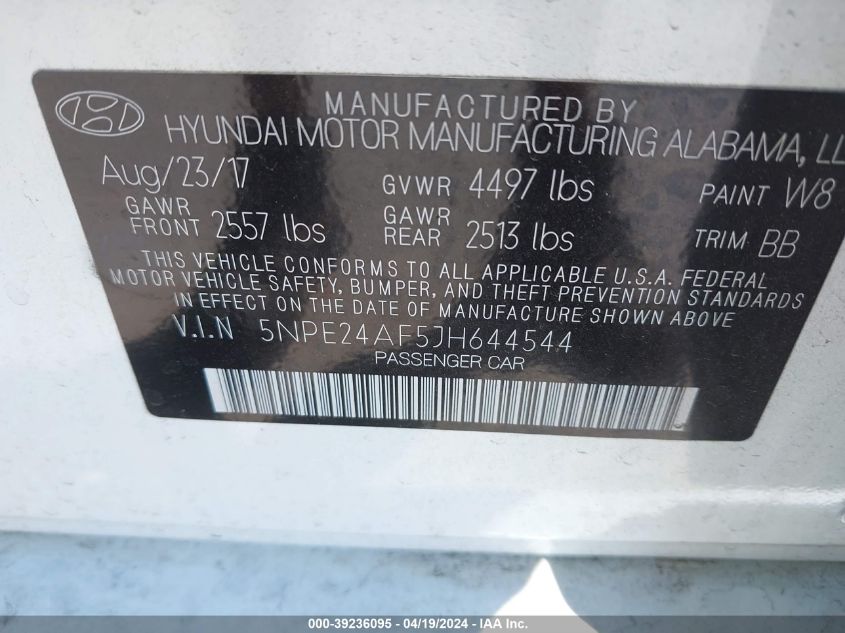 MANUFACTURED BY
HYUNDAI MOTOR MANUFACTURING ALABAMA, LL
Aug/23/17 GVWR 4497 lbs PAINT W8
GAWR FRONT 2557 lbs GAWR REAR 2513 lbs TRIM BB
THIS VEHICLE CONFORMS TO ALL APPLICABLE U.S.A. FEDERAL
MOTOR VEHICLE SAFETY, BUMPER, AND THEFT PREVENTION STANDARDS
IN EFFECT ON THE DATE OF MANUFACTURE SHOWN ABOVE
V.I.N 5NPE24AF5JH644544
PASSENGER CAR
000-39236095 - 04/19/2024 - IAA Inc.